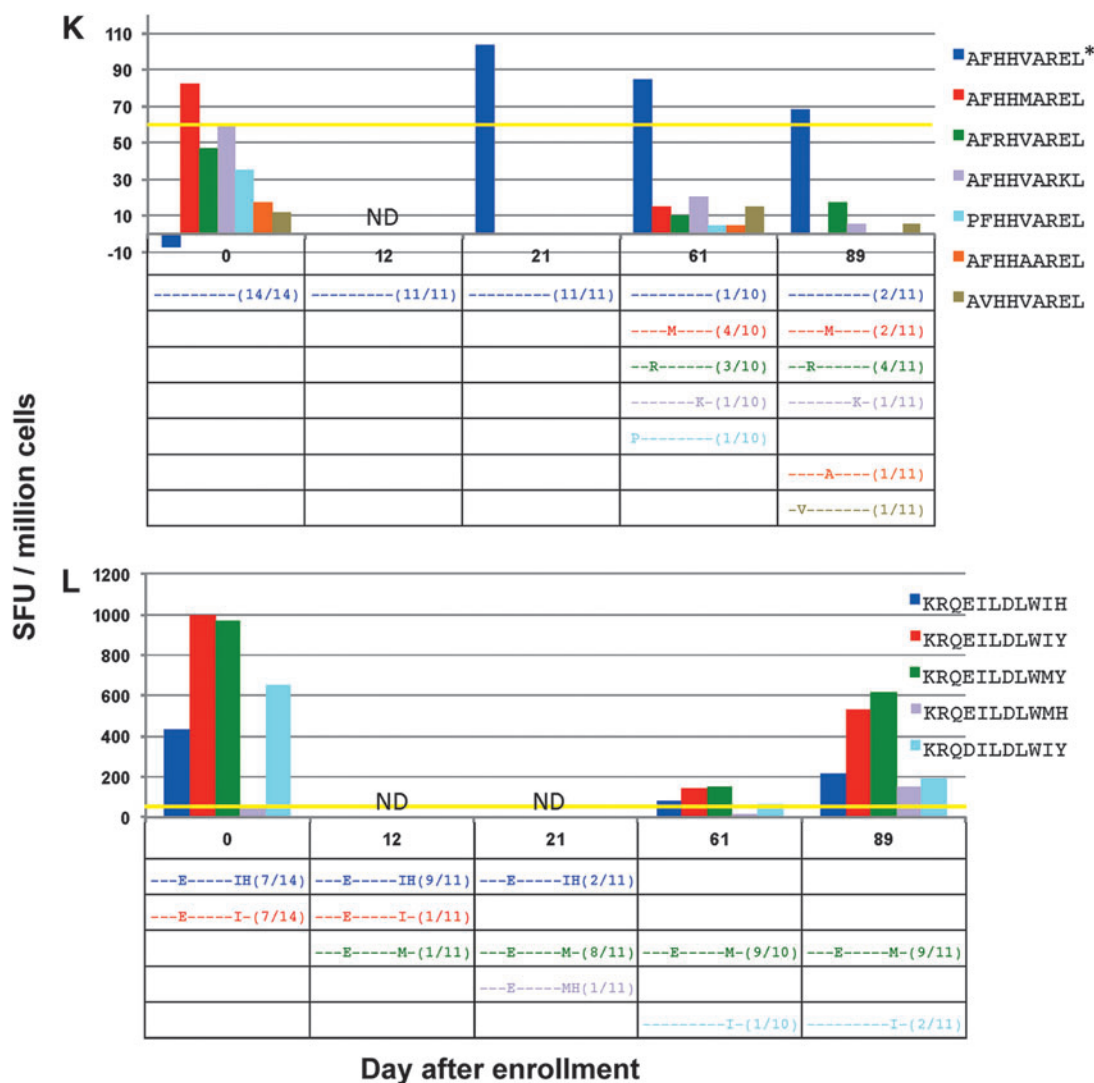 K
110
90
70
50
30
10
-10
ND
0 12 21 61 89
AFHHVAREL*
AFHHMAREL
AFRHVAREL
AFHHVARKL
PFHHVAREL
AFHHAAREL
AVHHVAREL
---------(14/14) ---------(11/11) ---------(11/11) ---------(1/10) ---------(2/11)
----M----(4/10) ----M----(2/11)
--R------(3/10) --R------(4/11)
-------K-(1/10) -------K-(1/11)
P--------(1/10)
----A----(1/11)
-V-------(1/11)
SFU / million cells
L
1200
1000
800
600
400
200
0
ND ND
0 12 21 61 89
KRQEILDLWIH
KRQEILDLWIY
KRQEILDLWMY
KRQEILDLWMH
KRQDILDLWIY
---E-----IH(7/14) ---E-----IH(9/11) ---E-----IH(2/11)
---E-----I-(7/14) ---E-----I-(1/11)
---E-----M-(1/11) ---E-----M-(8/11) ---E-----M-(9/10) ---E-----M-(9/11)
---E-----MH(1/11)
---------I-(1/10) ---------I-(2/11)
Day after enrollment